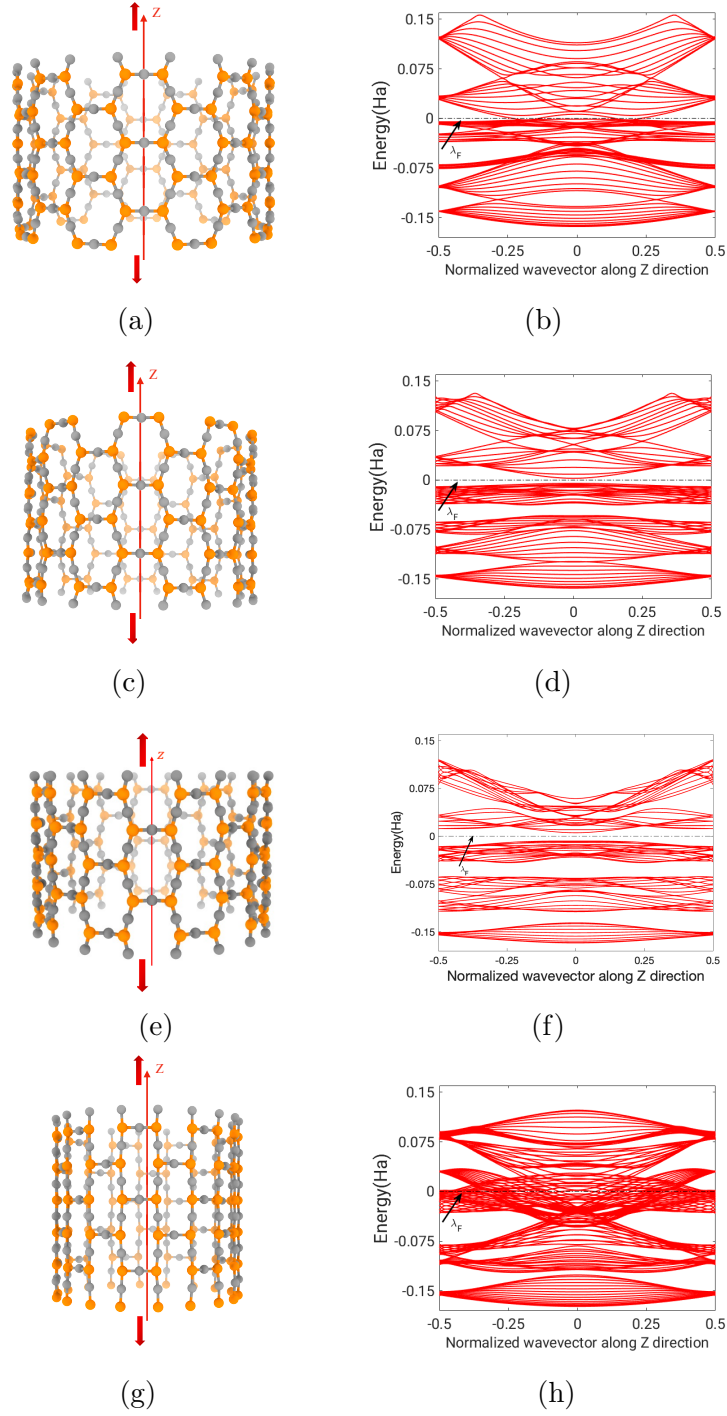 Z
(a)
Energy(Ha)
0.15
0.075
0
-0.075
-0.15
λF
-0.5
-0.25
0
0.25
0.5
Normalized wavevector along Z direction
(b)
Z
(c)
Energy(Ha)
0.15
0.075
0
-0.075
-0.15
λF
-0.5
-0.25
0
0.25
0.5
Normalized wavevector along Z direction
(d)
Z
(e)
Energy(Ha)
0.15
0.075
0
-0.075
-0.15
λF
-0.5
-0.25
0
0.25
0.5
Normalized wavevector along Z direction
(f)
Z
(g)
Energy(Ha)
0.15
0.075
0
-0.075
-0.15
λF
-0.5
-0.25
0
0.25
0.5
Normalized wavevector along Z direction
(h)